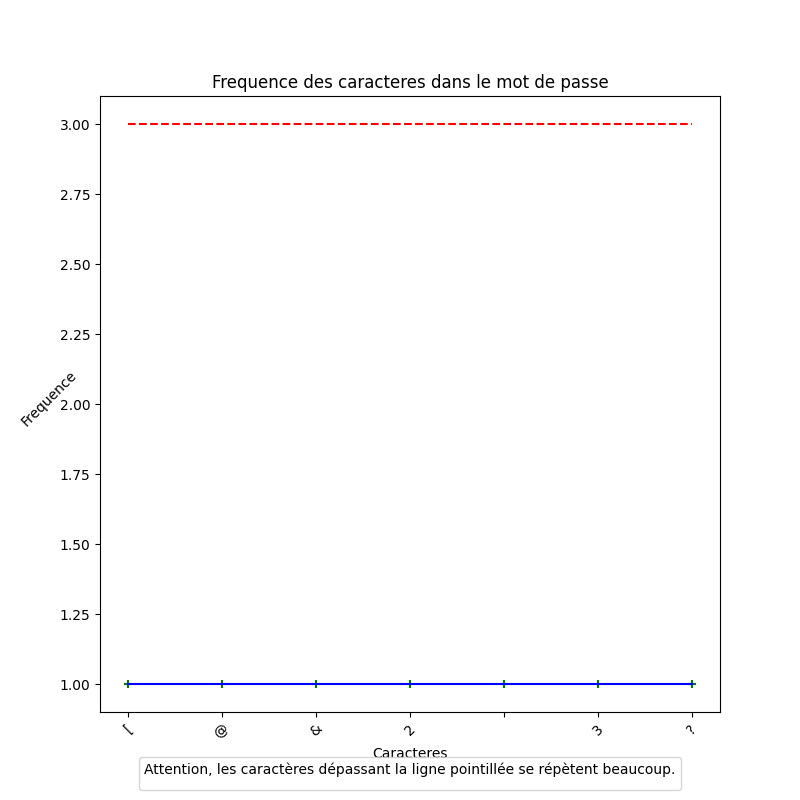 Frequence des caracteres dans le mot de passe
3.00
2.75
2.50
2.25
2.00
1.75
1.50
1.25
1.00
Frequence
[ @ & 2 3 ?
Caracteres
Attention, les caractères dépassant la ligne pointillée se répètent beaucoup.